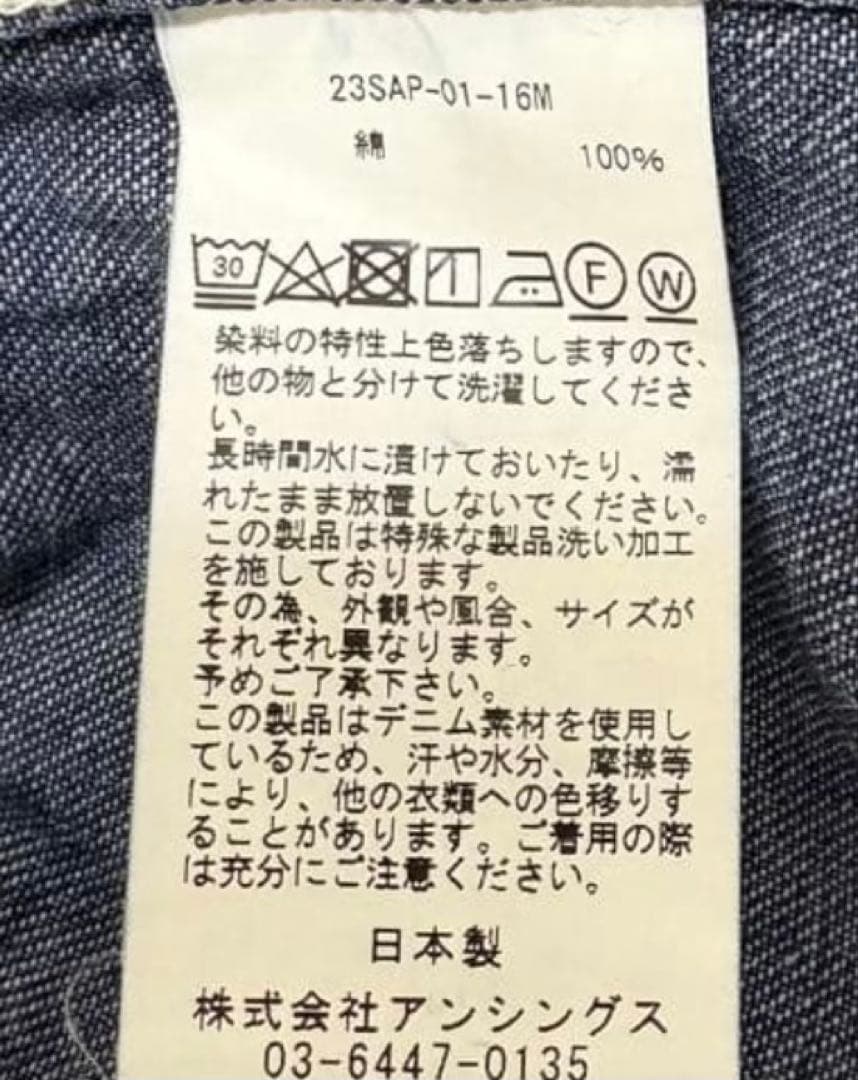 23SAP-01-16M
綿 100%
30 F W
染料の特性上色落ちしますので、
他の物と分けて洗濯してくださ
い。
長時間水に漬けておいたり、濡
れたまま放置しないでください。
この製品は特殊な製品洗い加工
を施しております。
その為、外観や風合、サイズが
それぞれ異なります。
予めご了承下さい。
この製品はデニム素材を使用し
ているため、汗や水分、摩擦等
により、他の衣類への色移りす
ることがあります。ご着用の際
は充分にご注意ください。
日本製
株式会社アンシングス
03-6447-0135